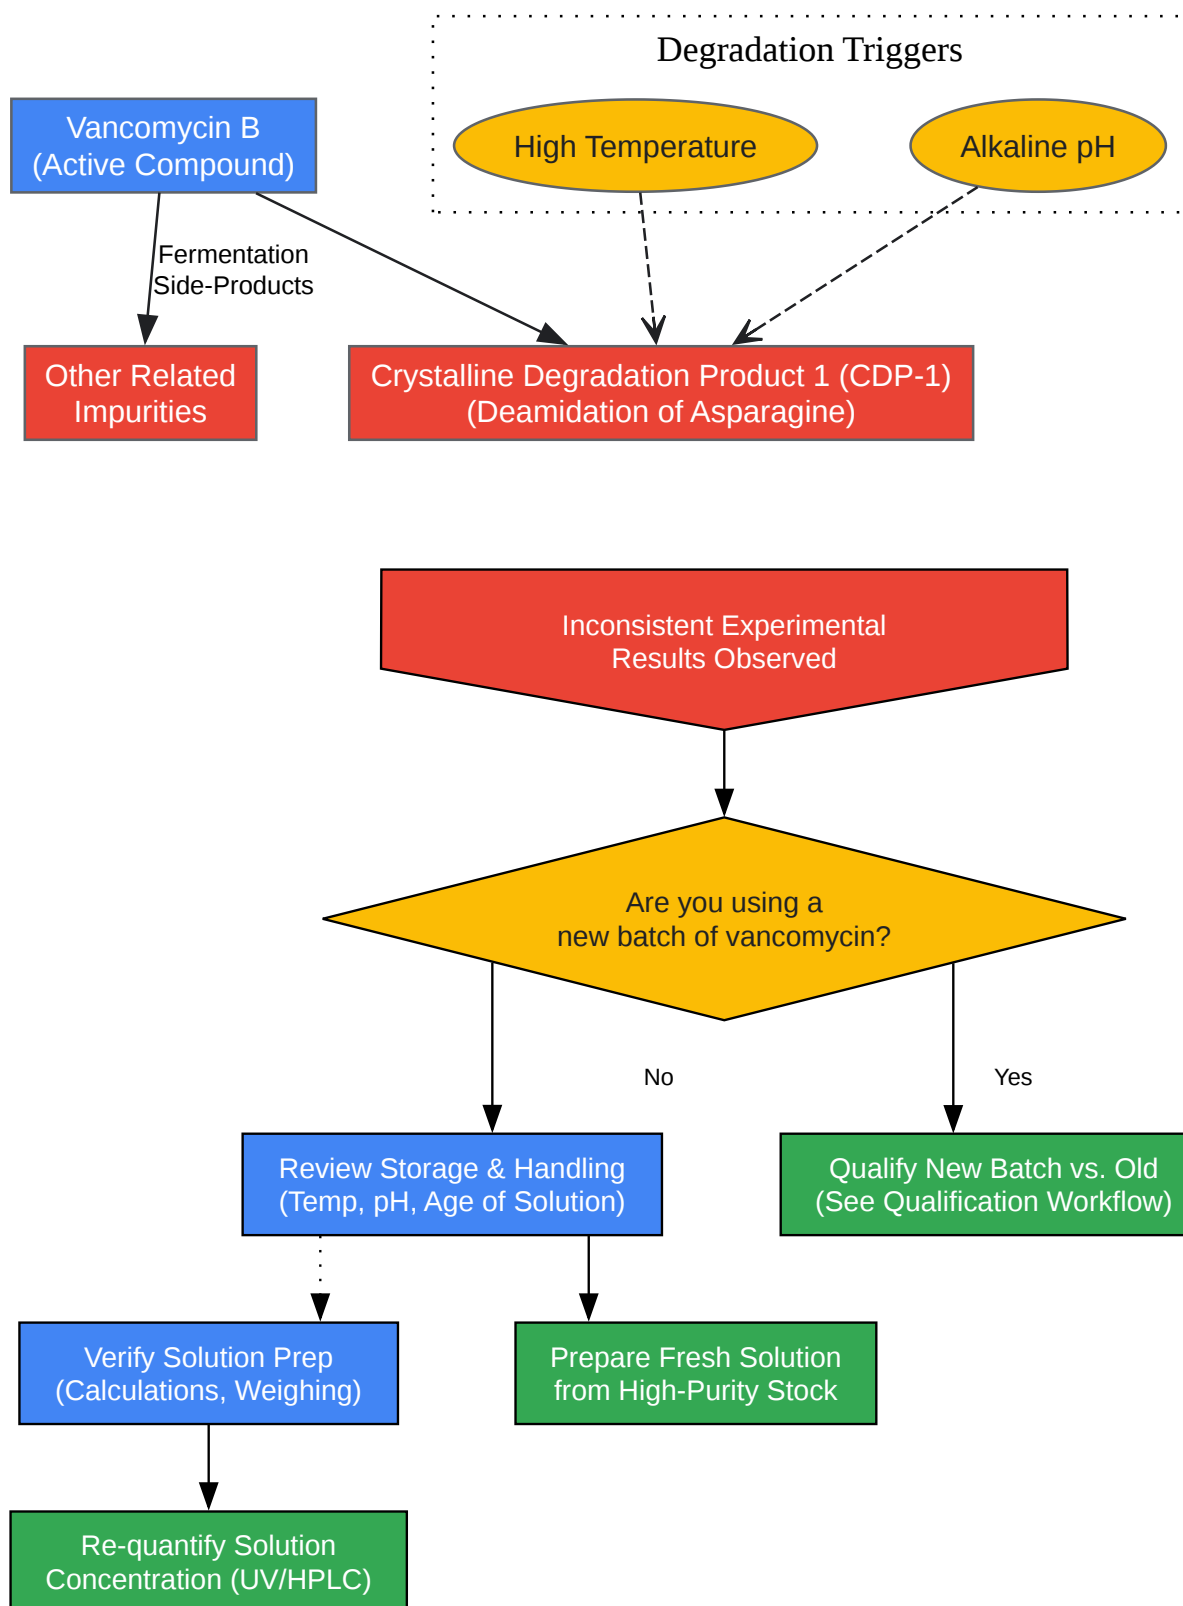 Degradation Triggers
Vancomycin B
(Active Compound)
High Temperature
Alkaline pH
Fermentation
Side-Products
Other Related
Impurities
Crystalline Degradation Product 1 (CDP-1)
(Deamidation of Asparagine)
Inconsistent Experimental
Results Observed
Are you using a
new batch of vancomycin?
No
Yes
Review Storage & Handling
(Temp, pH, Age of Solution)
Qualify New Batch vs. Old
(See Qualification Workflow)
Verify Solution Prep
(Calculations, Weighing)
Prepare Fresh Solution
from High-Purity Stock
Re-quantify Solution
Concentration (UV/HPLC)